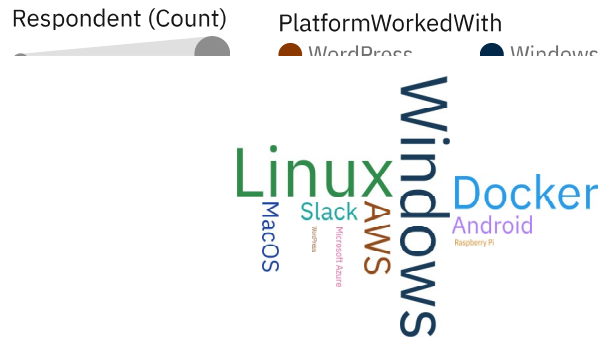 Respondent (Count)
PlatformWorkedWith
WordPress
Windows
Windows
Linux
Docker
MacOS
Slack
AWS
Android
WordPress
Microsoft Azure
Raspberry Pi